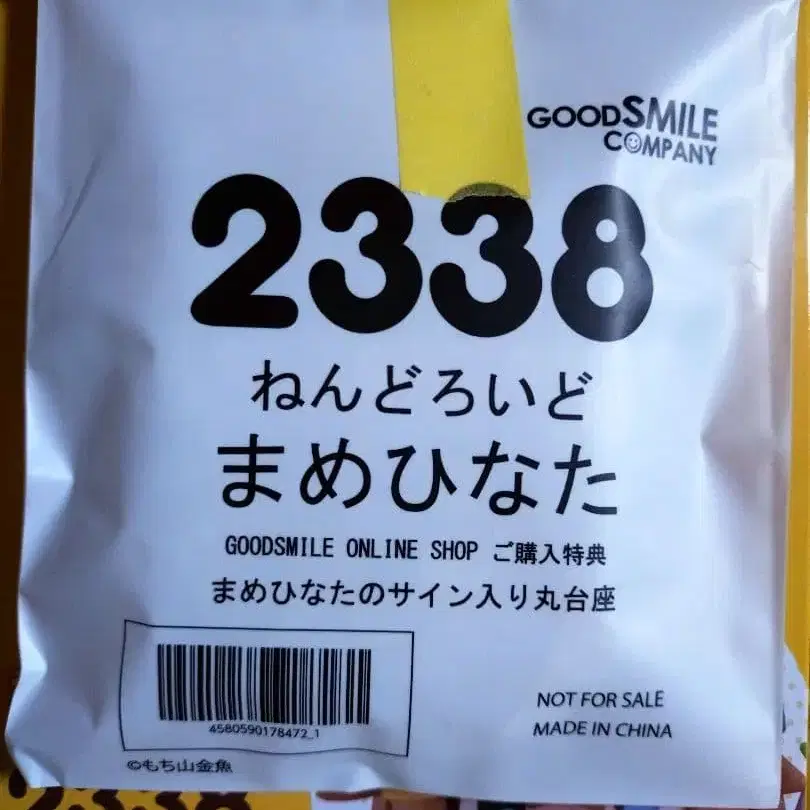 GOODSMILE
COMPANY
2338
ねんどろいど
まめひなた
GOODSMILE ONLINE SHOP ご購入特典
まめひなたのサイン入り丸台座
4580590178472_1
NOT FOR SALE
MADE IN CHINA
©もち山金魚
2338